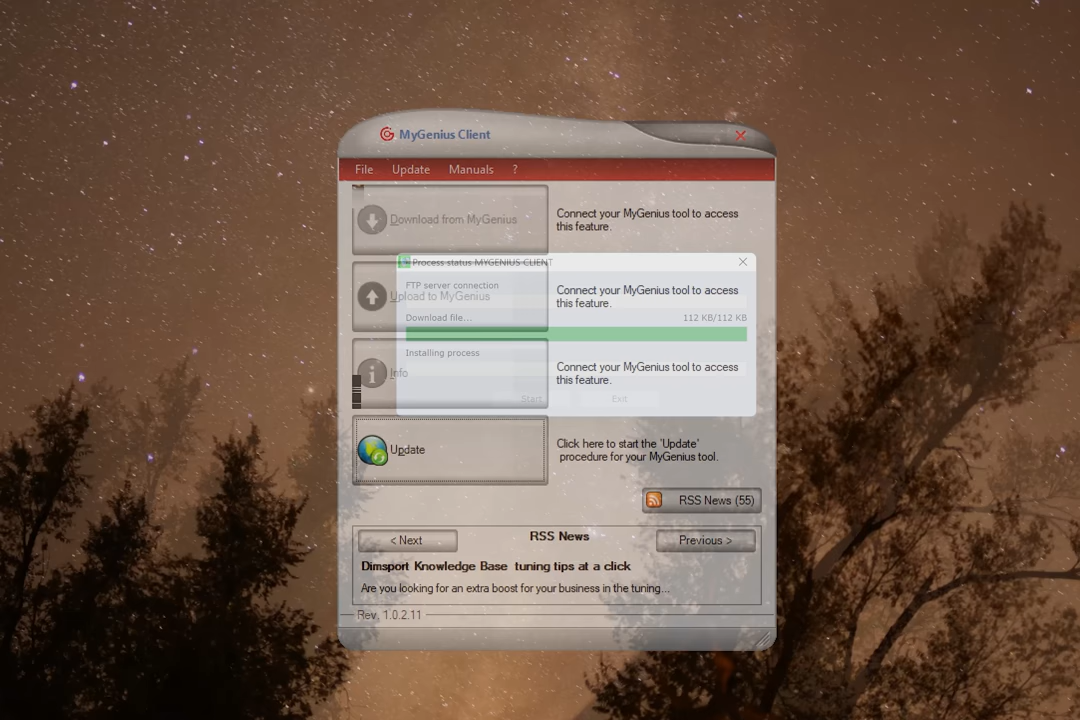 MyGenius Client
File Update Manuals ?
Download from MyGenius
Connect your MyGenius tool to access
this feature.
Process status MYGENIUS CLIENT
FTP server connection
Upload to MyGenius
Connect your MyGenius tool to access
this feature.
Download file... 112 KB/112 KB
Installing process
Info
Connect your MyGenius tool to access
this feature.
Start Exit
Update
Click here to start the 'Update'
procedure for your MyGenius tool.
RSS News (55)
< Next RSS News Previous >
Dimsport Knowledge Base tuning tips at a click
Are you looking for an extra boost for your business in the tuning...
Rev. 1.0.2.11